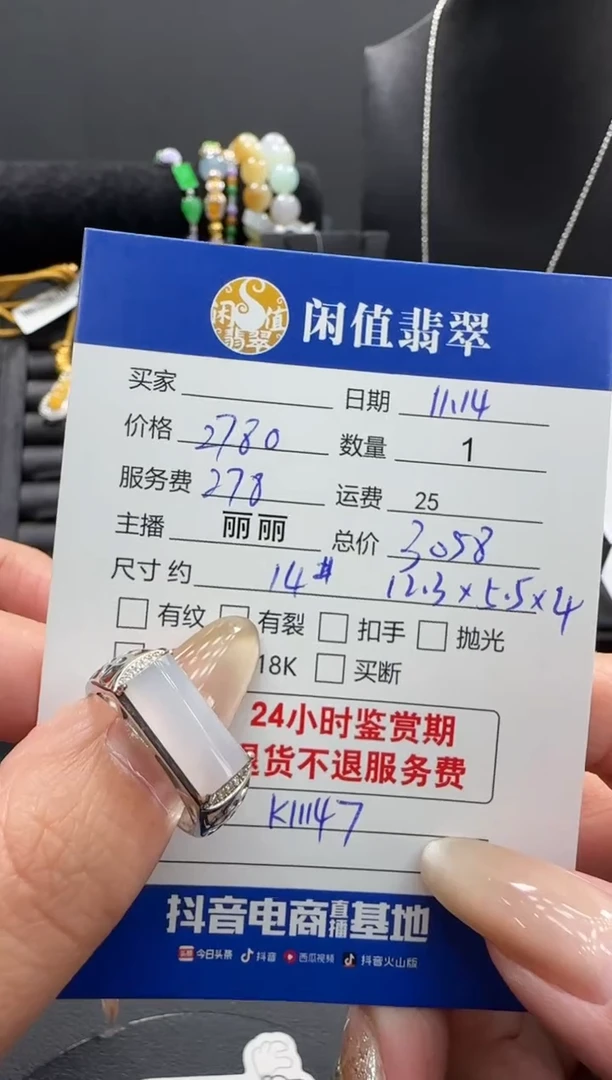 闲值翡翠
闲值翡翠
买家 日期 11.14
价格 2780 数量 1
服务费 278 运费 25
主播 丽丽 总价 3058
尺寸 约 14# 12.3×5.5×4
有纹 有裂 扣手 抛光
18K 买断
24小时鉴赏期
退货不退服务费
K11147
抖音电商直播基地
头条 今日头条 抖音 西瓜视频 抖音火山版